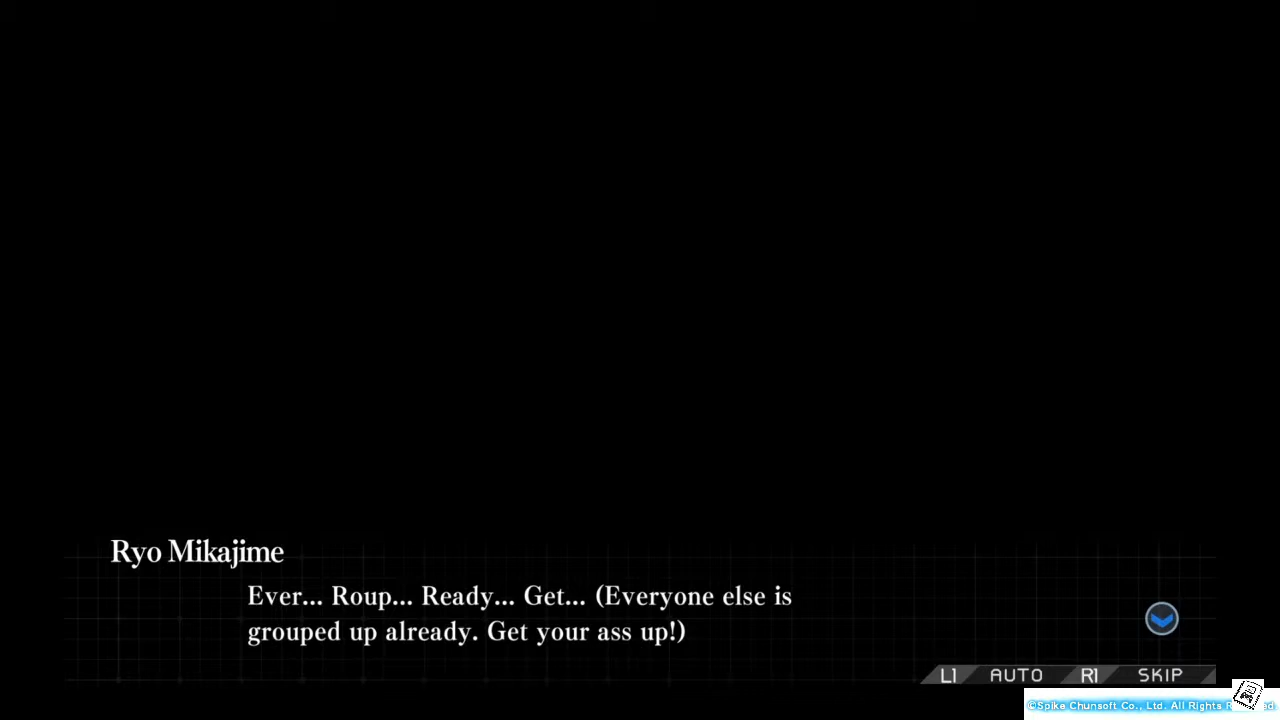 Ryo Mikajime
Ever... Roup... Ready... Get... (Everyone else is
grouped up already. Get your ass up!)
L1 AUTO R1 SKIP
©Spike Chunsoft Co., Ltd. All Rights